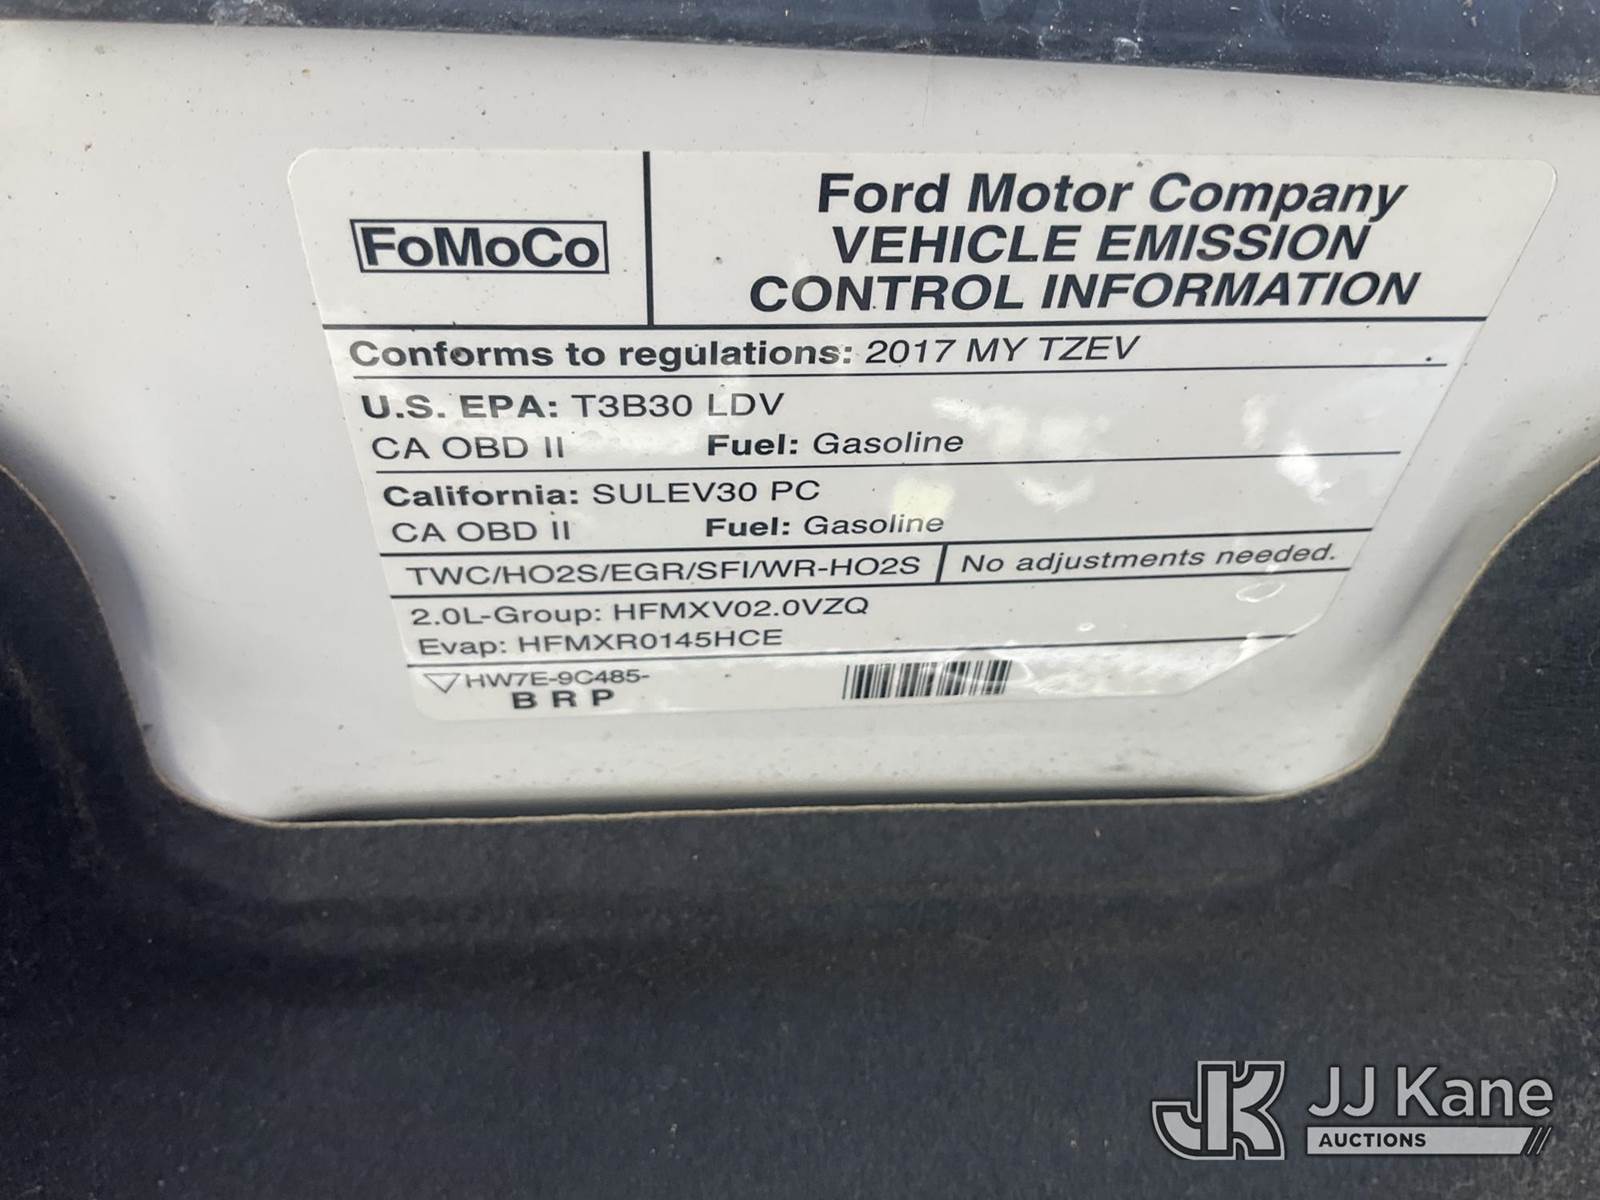 FoMoCo
Ford Motor Company
VEHICLE EMISSION
CONTROL INFORMATION
Conforms to regulations: 2017 MY TZEV
U.S. EPA: T3B30 LDV
CA OBD II Fuel: Gasoline
California: SULEV30 PC
CA OBD II Fuel: Gasoline
TWC/HO2S/EGR/SFI/WR-HO2S No adjustments needed.
2.0L-Group: HFMXV02.0VZQ
Evap: HFMXR0145HCE
HW7E-9C485-
B R P
JK JJ Kane
AUCTIONS